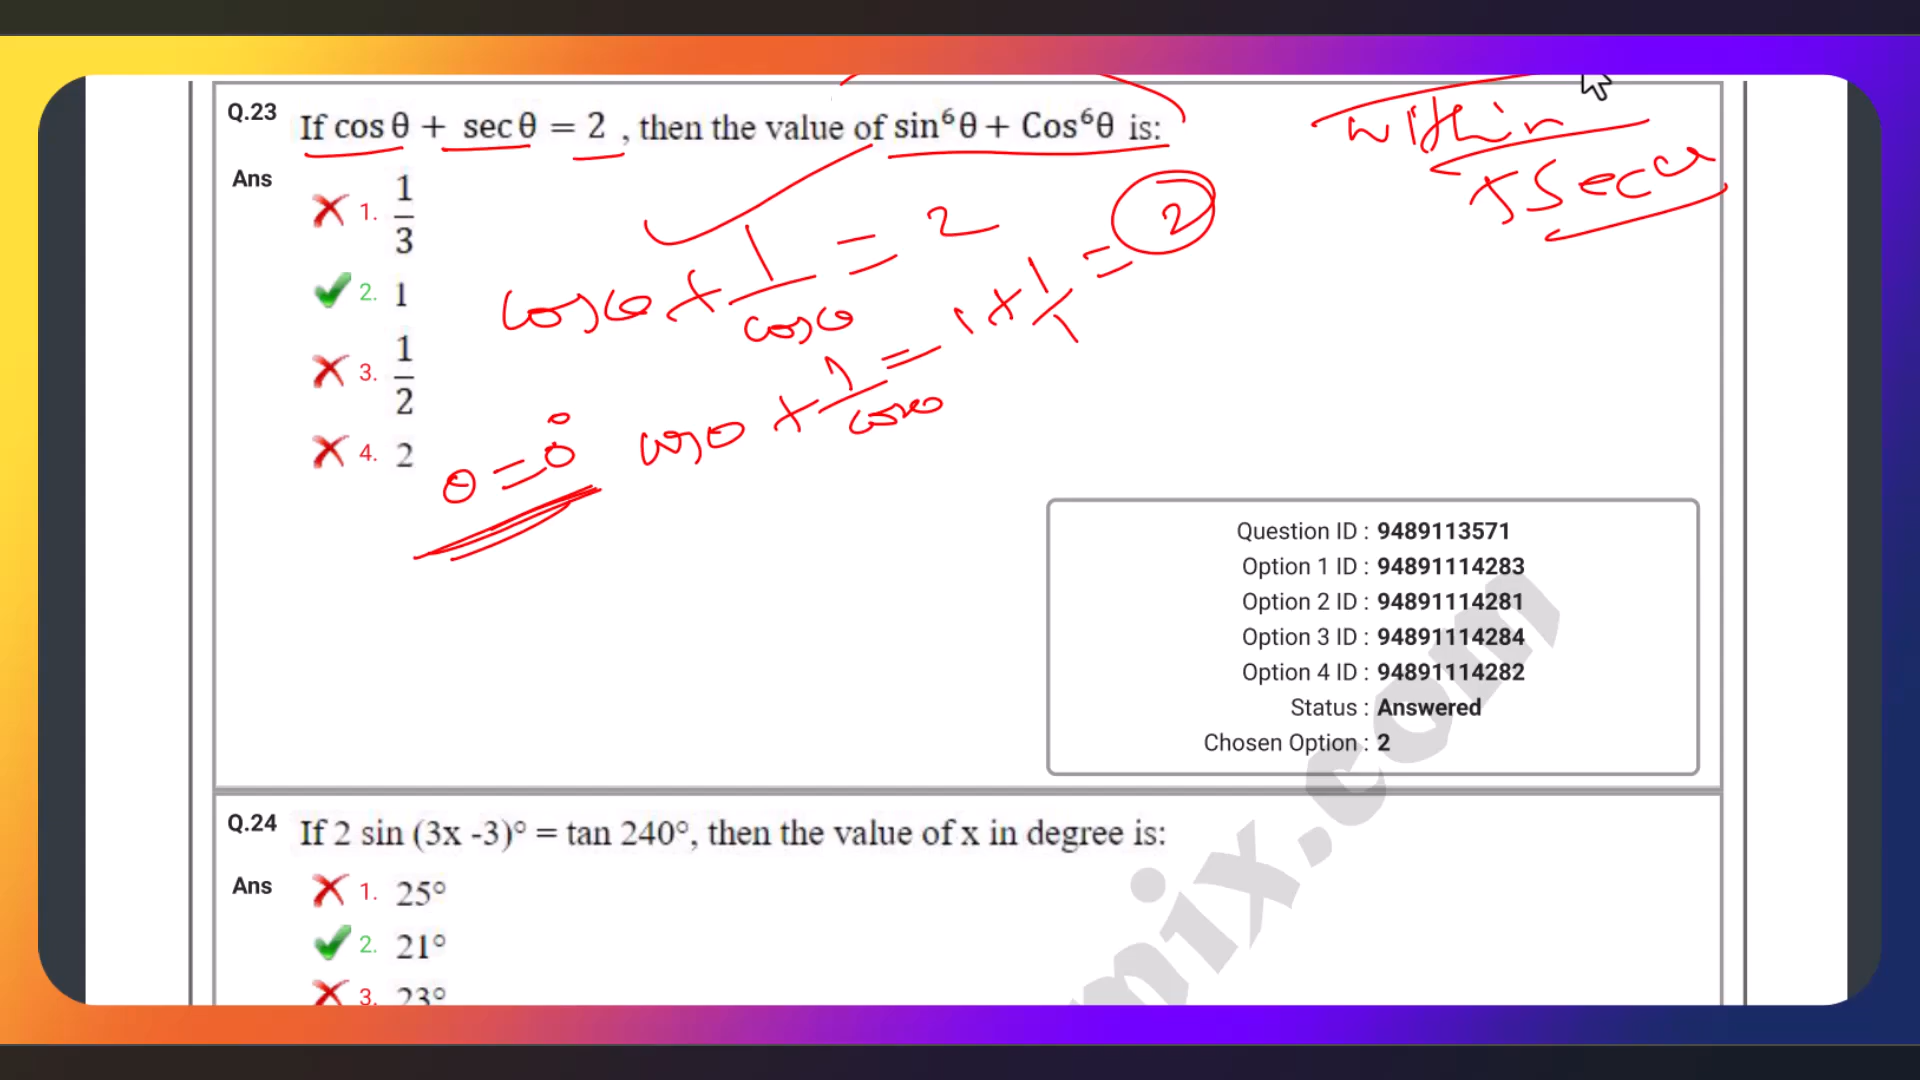 Q.23 If cos θ + sec θ = 2 , then the value of sin⁶θ + Cos⁶θ is:
within
5 Sec
Ans
1. 1/3
2. 1
3. 1/2
4. 2
cosθ + 1/cosθ = 2
cosθ + 1/cosθ = 1 + 1/1 = 2
θ = 0°
Question ID : 9489113571
Option 1 ID : 94891114283
Option 2 ID : 94891114281
Option 3 ID : 94891114284
Option 4 ID : 94891114282
Status : Answered
Chosen Option : 2
Q.24 If 2 sin (3x -3)° = tan 240°, then the value of x in degree is:
Ans
1. 25°
2. 21°
3. 23°
mix.com